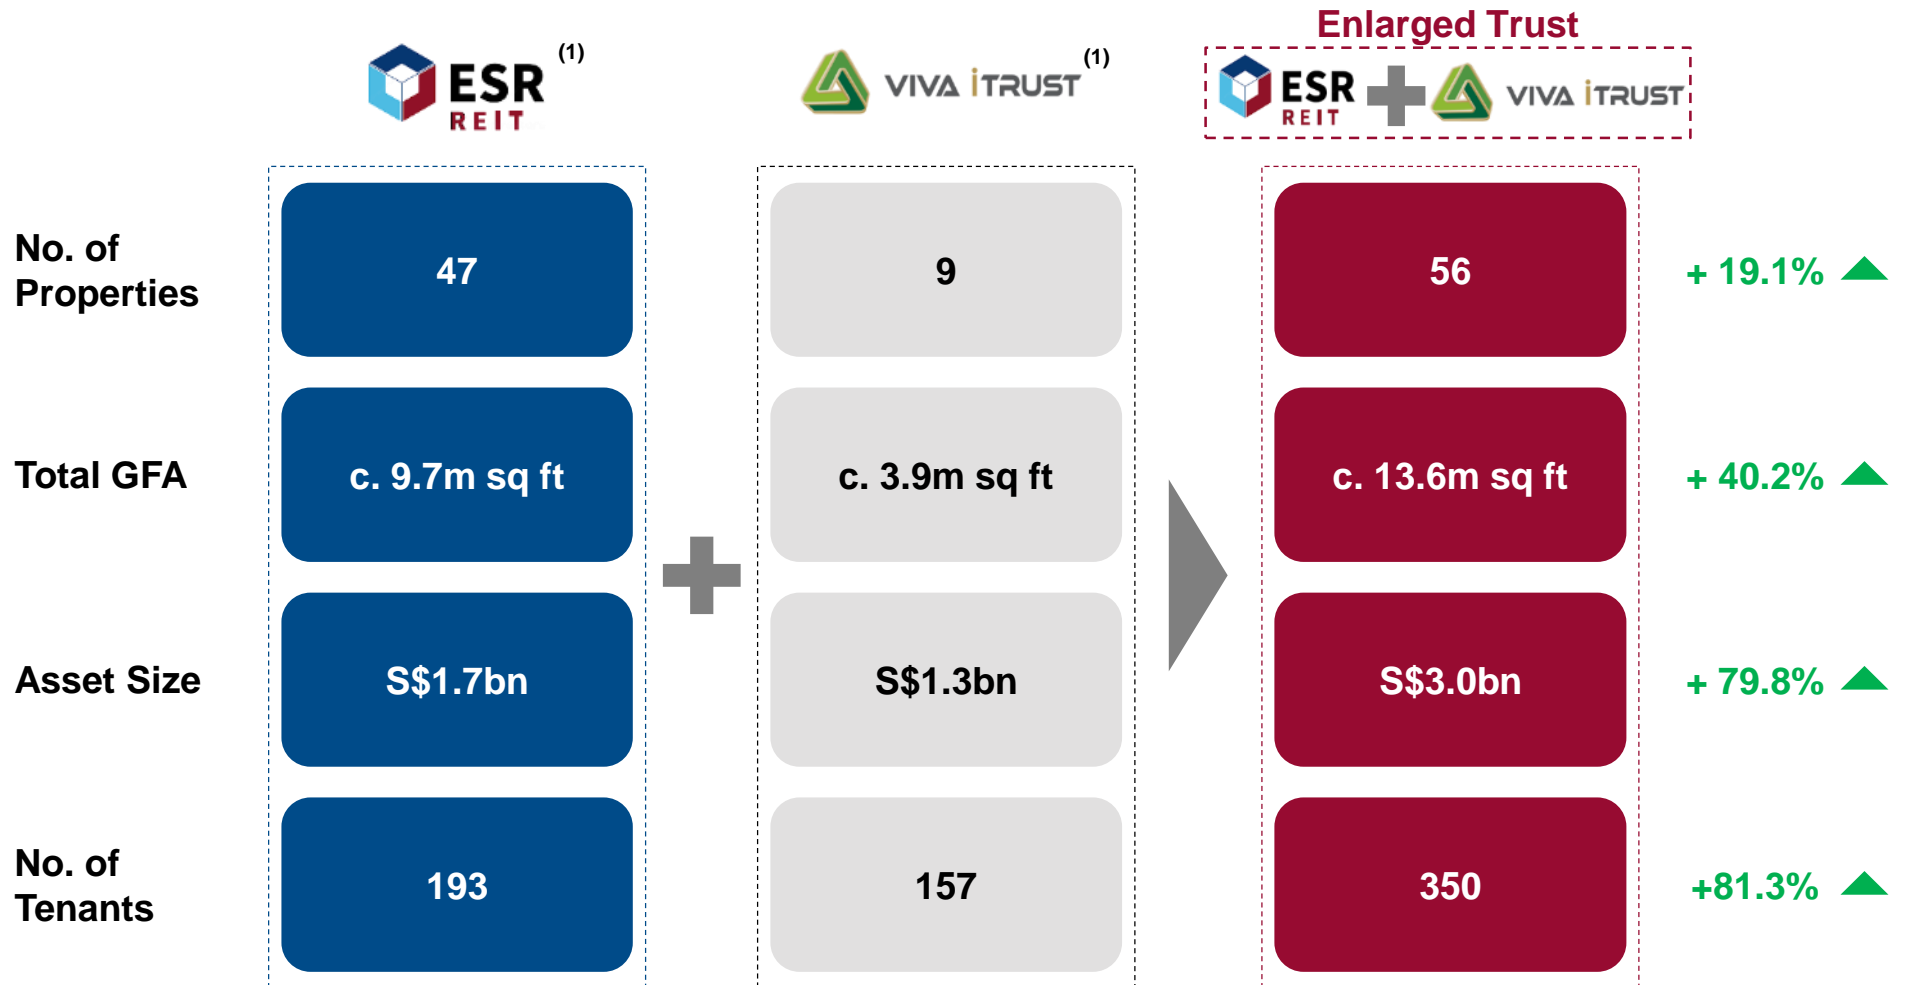 Enlarged Trust
ESR REIT (1)
VIVA iTRUST (1)
ESR REIT
VIVA iTRUST
No. of
Properties
47
9
56
+ 19.1%
Total GFA
c. 9.7m sq ft
c. 3.9m sq ft
c. 13.6m sq ft
+ 40.2%
Asset Size
S$1.7bn
S$1.3bn
S$3.0bn
+ 79.8%
No. of
Tenants
193
157
350
+81.3%